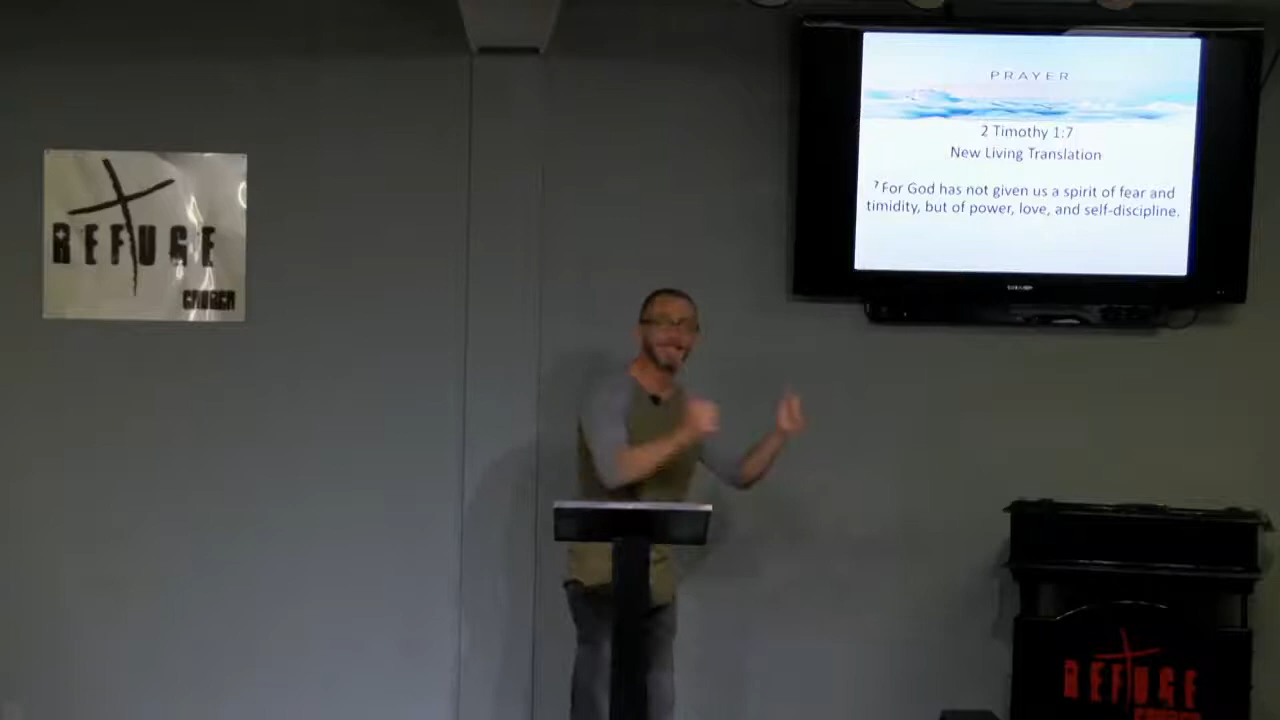 REFUGE
CHURCH
PRAYER
2 Timothy 1:7
New Living Translation
7 For God has not given us a spirit of fear and
timidity, but of power, love, and self-discipline.
REFUGE
CHURCH